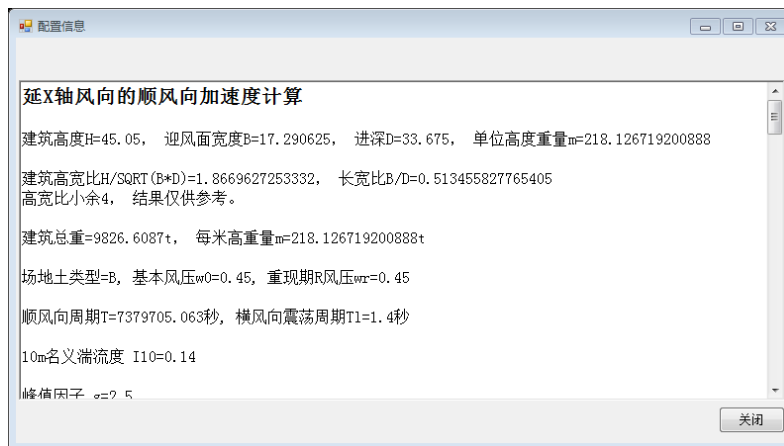 配置信息
延X轴风向的顺风向加速度计算
建筑高度H=45.05, 迎风面宽度B=17.290625, 进深D=33.675, 单位高度重量m=218.126719200888
建筑高宽比H/SQRT(B*D)=1.8669627253332, 长宽比B/D=0.513455827765405
高宽比小余4, 结果仅供参考。
建筑总重=9826.6087t, 每米高重量m=218.126719200888t
场地土类型=B, 基本风压w0=0.45, 重现期R风压wr=0.45
顺风向周期T=7379705.063秒, 横风向震荡周期Tl=1.4秒
10m名义湍流度 I10=0.14
峰值因子 g=2.5
关闭